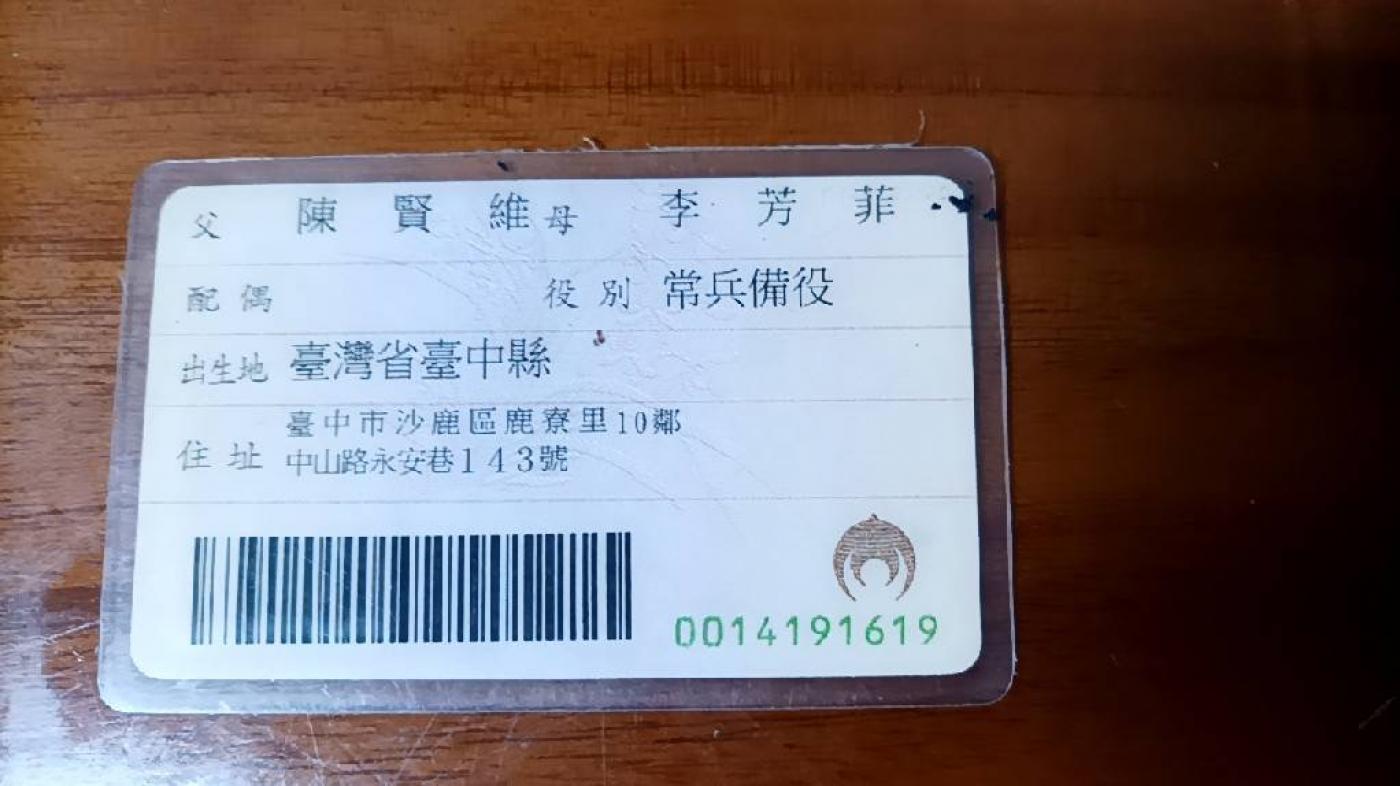 父 陳賢維 母 李芳菲
配偶 役別 常兵備役
出生地 臺灣省臺中縣
住址 臺中市沙鹿區鹿寮里10鄰
中山路永安巷143號
0014191619